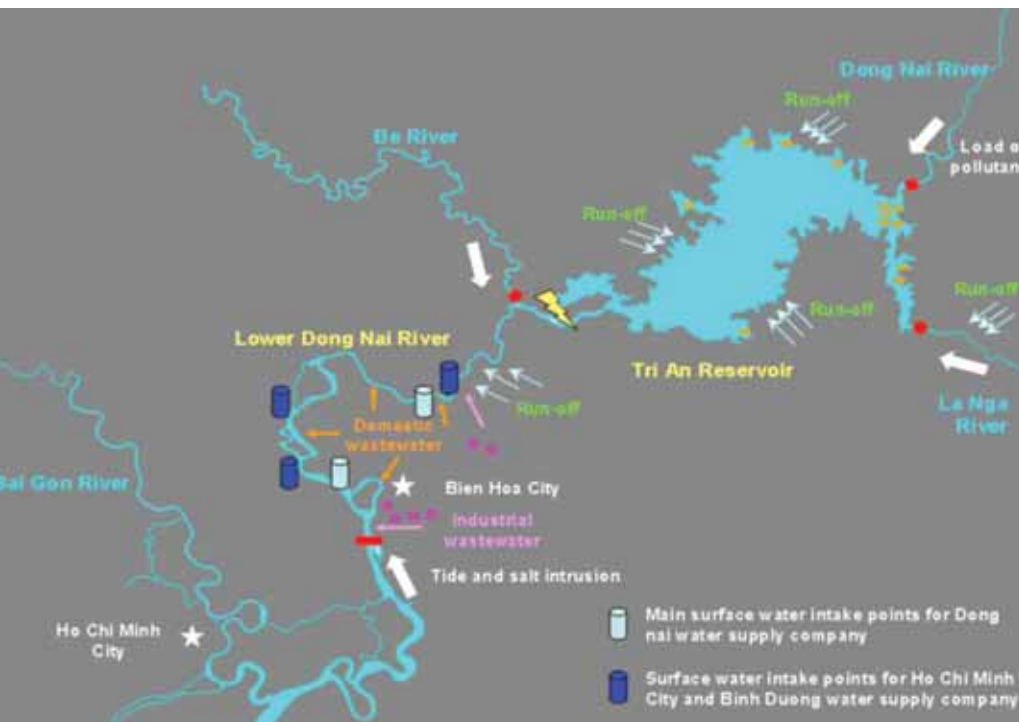 Dong Nai River
Run-off
Be River
Load o
pollutan
Run-off
Run-off
Run-off
Lower Dong Nai River
Tri An Reservoir
La Nga
River
Run-off
Domestic
wastewater
Sai Gon River
Bien Hoa City
Industrial
wastewater
Tide and salt intrusion
Ho Chi Minh
City
Main surface water intake points for Dong
nai water supply company
Surface water intake points for Ho Chi Minh
City and Binh Duong water supply company